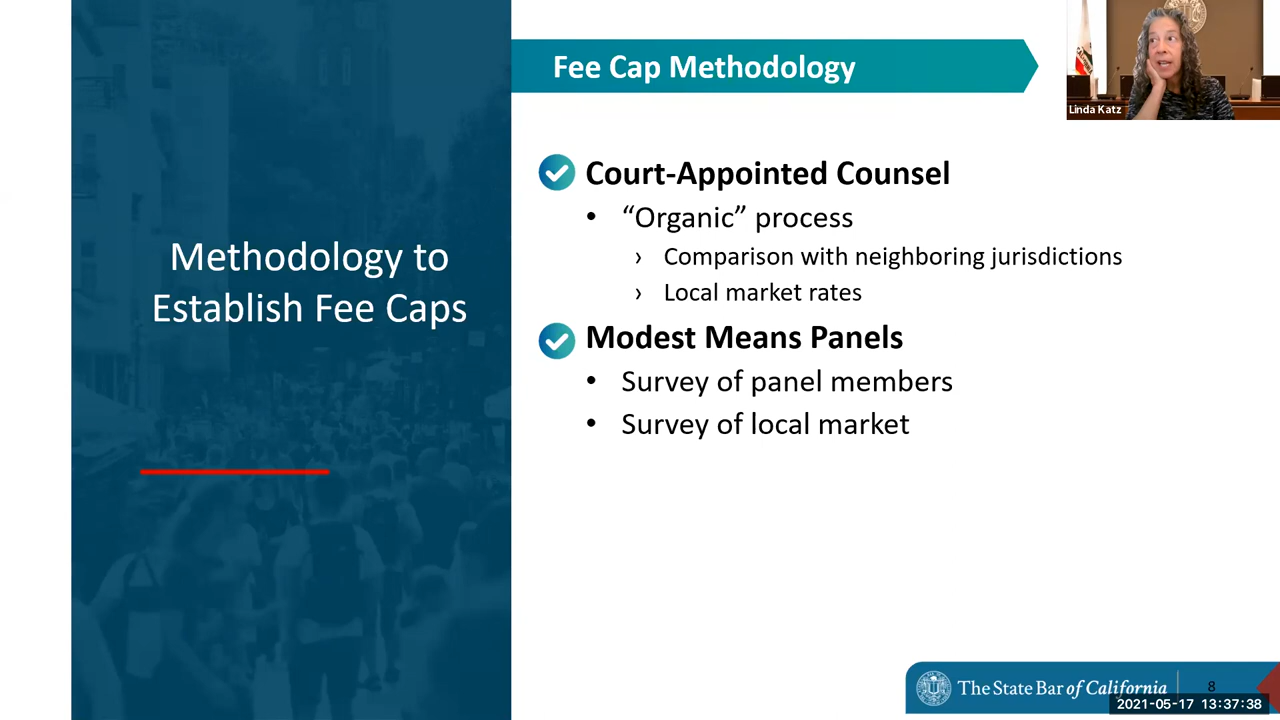 Fee Cap Methodology
Linda Katz
Methodology to
Establish Fee Caps
Court-Appointed Counsel
• “Organic” process
› Comparison with neighboring jurisdictions
› Local market rates
Modest Means Panels
• Survey of panel members
• Survey of local market
The State Bar of California
8
2021-05-17 13:37:38